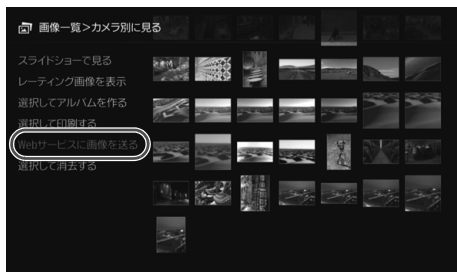 画像一覧>カメラ別に見る
スライドショーで見る
レーティング画像を表示
選択してアルバムを作る
選択して印刷する
Webサービスに画像を送る
選択して消去する